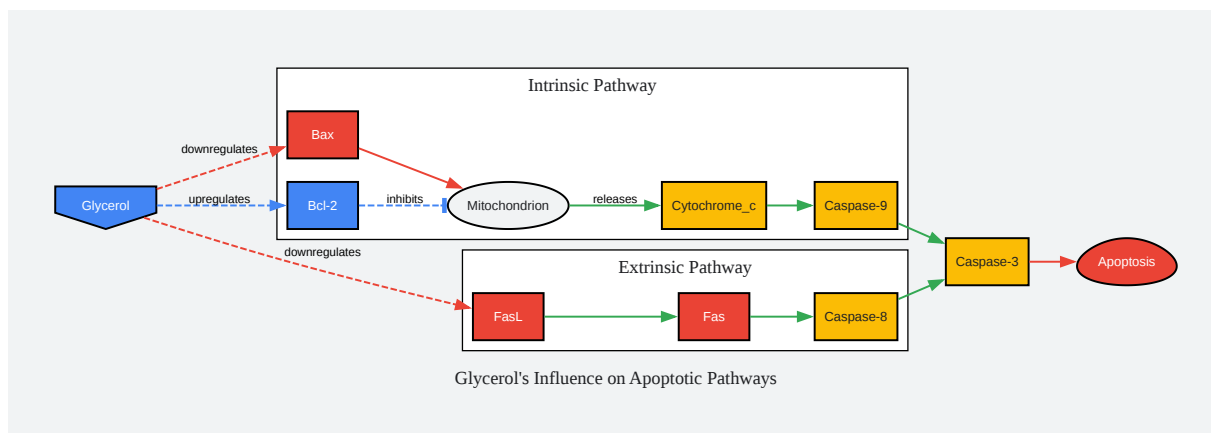 Intrinsic Pathway
Bax
downregulates
Glycerol
upregulates
Bcl-2
inhibits
Mitochondrion
releases
Cytochrome_c
Caspase-9
downregulates
Extrinsic Pathway
FasL
Fas
Caspase-8
Caspase-3
Apoptosis
Glycerol's Influence on Apoptotic Pathways